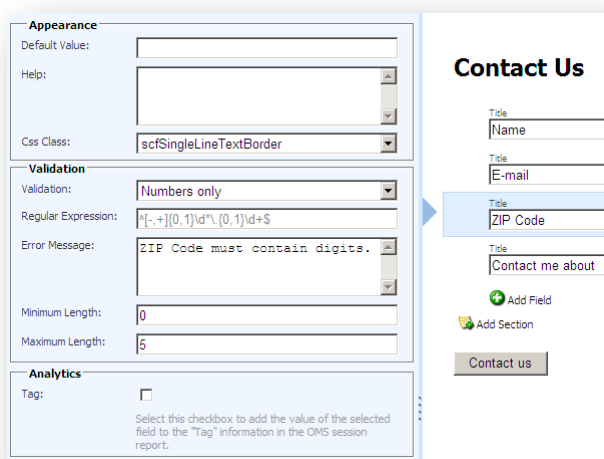 Appearance
Default Value:
Help:
Css Class:
scfSingleLineTextBorder
Validation
Validation:
Numbers only
Regular Expression:
^[-,+]{0,1}\d*\.{0,1}\d+$
Error Message:
ZIP Code must contain digits.
Minimum Length:
0
Maximum Length:
5
Analytics
Tag:
Select this checkbox to add the value of the selected
field to the "Tag" information in the OMS session
report.
Contact Us
Title
Name
Title
E-mail
Title
ZIP Code
Title
Contact me about
Add Field
Add Section
Contact us